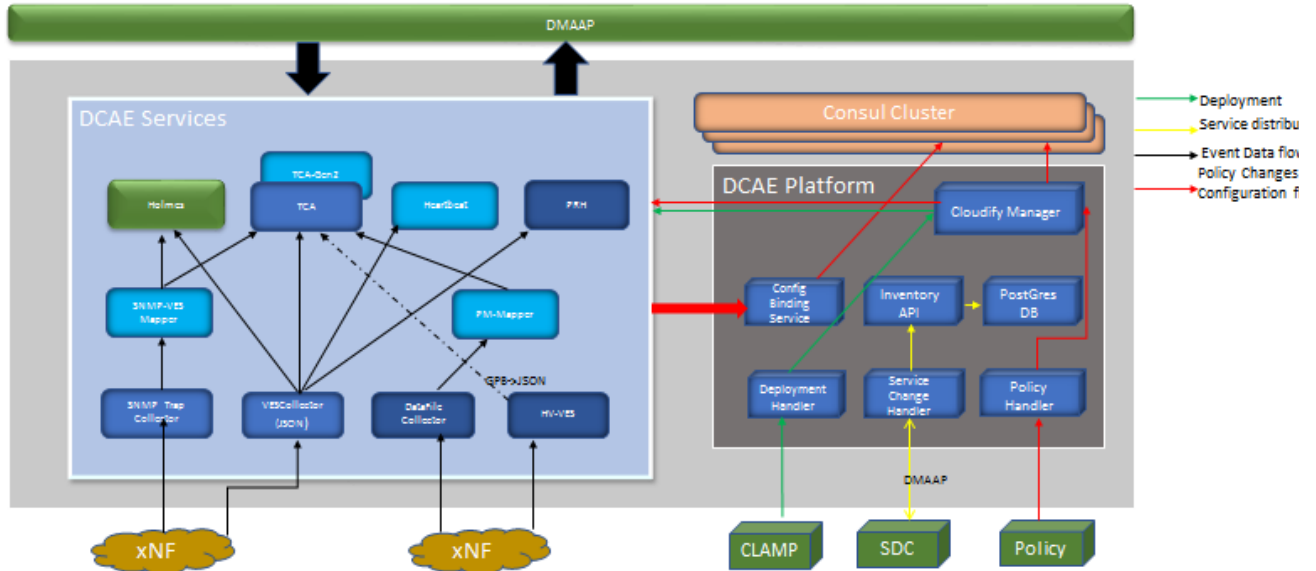 DMAAP
DCAE Services
Consul Cluster
Deployment
Service distribu
Event Data flow
Policy Changes
Configuration f
TCA-Gen2
Holmes
TCA
Heartbeat
PRH
DCAE Platform
Cloudify Manager
SNMP-VES
Mapper
PM-Mapper
Config
Binding
Service
Inventory
API
PostGres
DB
GPB->JSON
SNMP Trap
Collector
VESCollector
(JSON)
DataFile
Collector
HV-VES
Deployment
Handler
Service
Change
Handler
Policy
Handler
DMAAP
xNF
xNF
CLAMP
SDC
Policy